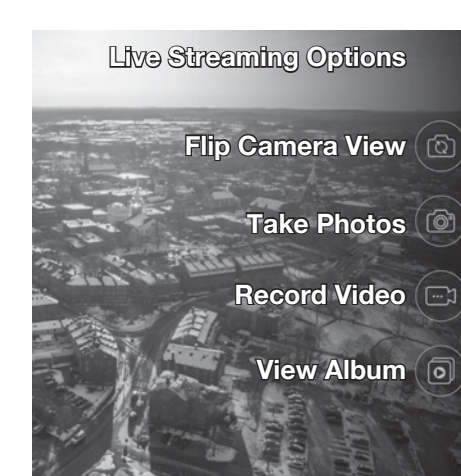 Live Streaming Options
Flip Camera View
Take Photos
Record Video
View Album